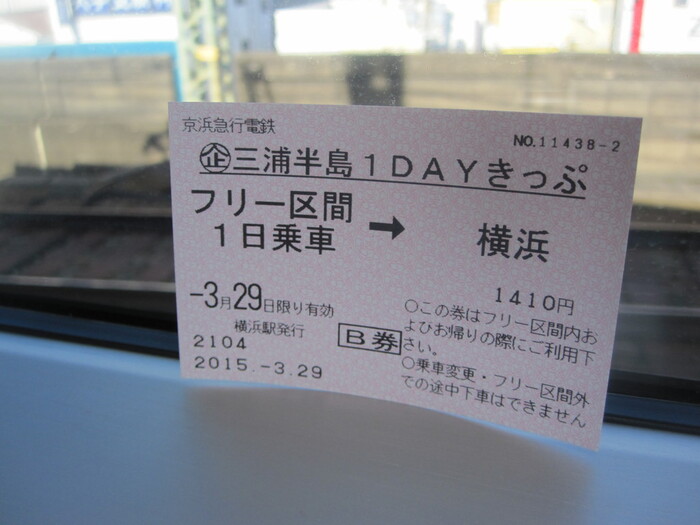 京浜急行電鉄
NO.11438-2
企三浦半島1DAYきっぷ
フリー区間
1日乗車
➡
横浜
1410円
-3月29日限り有効
横浜駅発行
2104
2015.-3.29
B券
○この券はフリー区間内お
よびお帰りの際にご利用下
さい。
○乗車変更・フリー区間外
での途中下車はできません